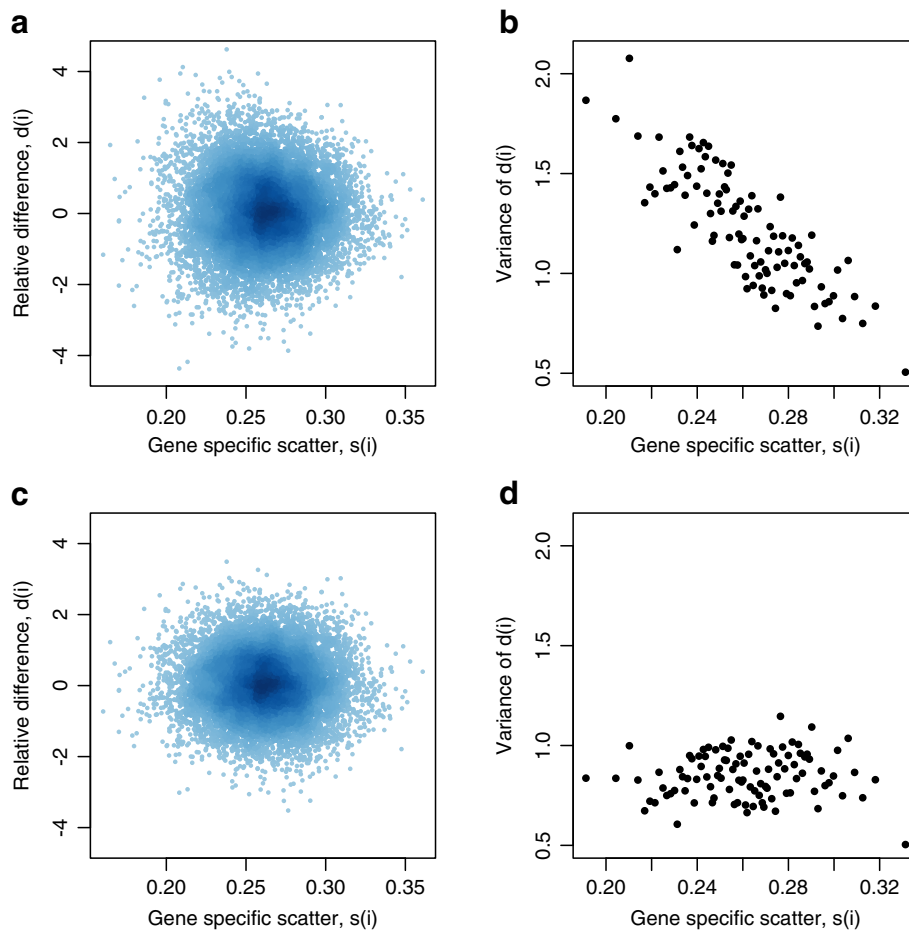 a
Relative difference, d(i)
4
2
0
-2
-4
0.20 0.25 0.30 0.35
Gene specific scatter, s(i)
b
Variance of d(i)
2.0
1.5
1.0
0.5
0.20 0.24 0.28 0.32
Gene specific scatter, s(i)
c
Relative difference, d(i)
4
2
0
-2
-4
0.20 0.25 0.30 0.35
Gene specific scatter, s(i)
d
Variance of d(i)
2.0
1.5
1.0
0.5
0.20 0.24 0.28 0.32
Gene specific scatter, s(i)